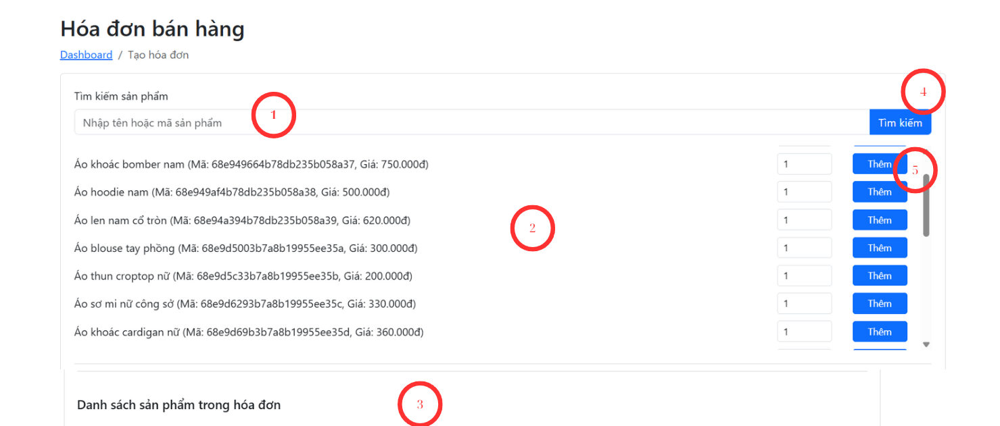 Hóa đơn bán hàng
Dashboard / Tạo hóa đơn
4
Tìm kiếm sản phẩm
1
Nhập tên hoặc mã sản phẩm Tìm kiếm
Áo khoác bomber nam (Mã: 68e949664b78db235b058a37, Giá: 750.000đ) 1 Thêm 5
Áo hoodie nam (Mã: 68e949af4b78db235b058a38, Giá: 500.000đ) 1 Thêm
Áo len nam cổ tròn (Mã: 68e94a394b78db235b058a39, Giá: 620.000đ) 1 Thêm
2
Áo blouse tay phồng (Mã: 68e9d5003b7a8b19955ee35a, Giá: 300.000đ) 1 Thêm
Áo thun croptop nữ (Mã: 68e9d5c33b7a8b19955ee35b, Giá: 200.000đ) 1 Thêm
Áo sơ mi nữ công sở (Mã: 68e9d6293b7a8b19955ee35c, Giá: 330.000đ) 1 Thêm
Áo khoác cardigan nữ (Mã: 68e9d69b3b7a8b19955ee35d, Giá: 360.000đ) 1 Thêm
Danh sách sản phẩm trong hóa đơn 3